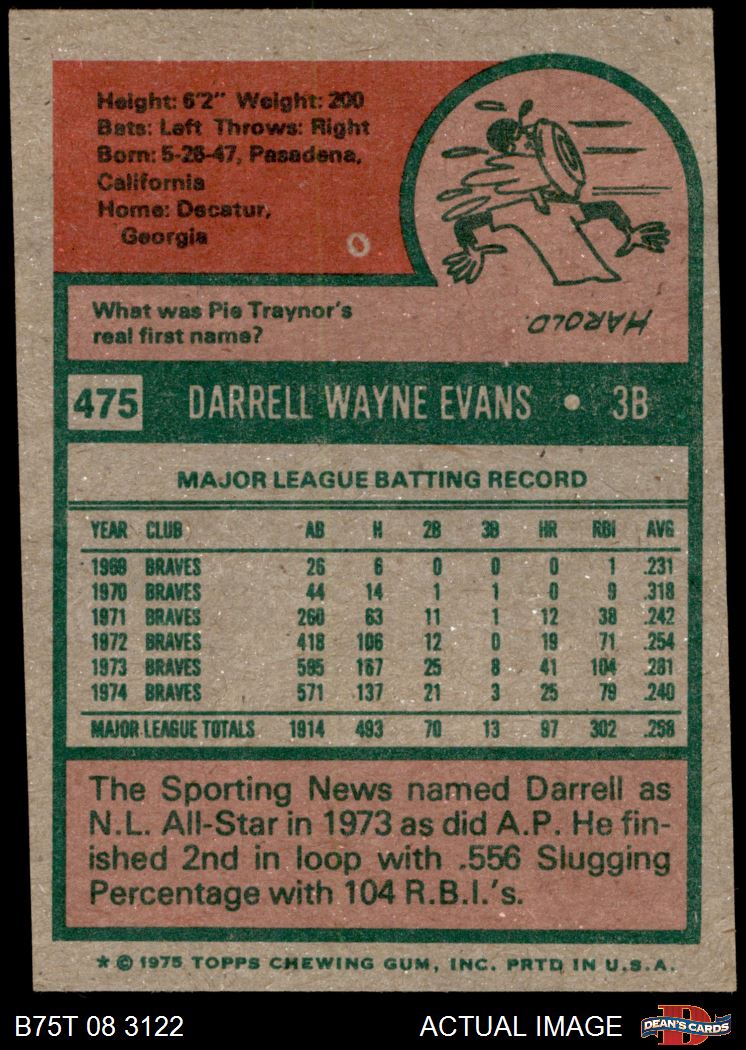 Height: 6'2" Weight: 200
Bats: Left Throws: Right
Born: 5-26-47, Pasadena,
California
Home: Decatur,
Georgia
What was Pie Traynor's
real first name?
HAROLD.
475 DARRELL WAYNE EVANS • 3B
MAJOR LEAGUE BATTING RECORD
YEAR CLUB AB H 2B 3B HR RBI AVG
1969 BRAVES 26 6 0 0 0 1 .231
1970 BRAVES 44 14 1 1 0 9 .318
1971 BRAVES 260 63 11 1 12 38 .242
1972 BRAVES 418 106 12 0 19 71 .254
1973 BRAVES 595 167 25 8 41 104 .281
1974 BRAVES 571 137 21 3 25 79 .240
MAJOR LEAGUE TOTALS 1914 493 70 13 97 302 .258
The Sporting News named Darrell as
N.L. All-Star in 1973 as did A.P. He fin-
ished 2nd in loop with .556 Slugging
Percentage with 104 R.B.I.'s.
* © 1975 TOPPS CHEWING GUM, INC. PRTD IN U.S.A.
B75T 08 3122 ACTUAL IMAGE DEAN'S CARDS